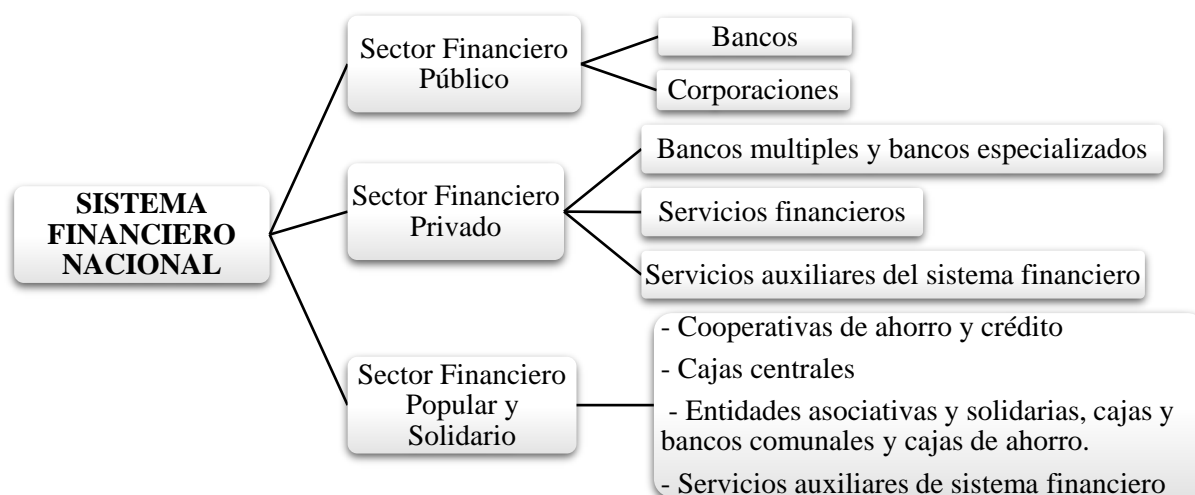 SISTEMA
FINANCIERO
NACIONAL
Sector Financiero
Público
Bancos
Corporaciones
Sector Financiero
Privado
Bancos multiples y bancos especializados
Servicios financieros
Servicios auxiliares del sistema financiero
Sector Financiero
Popular y
Solidario
- Cooperativas de ahorro y crédito
- Cajas centrales
- Entidades asociativas y solidarias, cajas y
bancos comunales y cajas de ahorro.
- Servicios auxiliares de sistema financiero